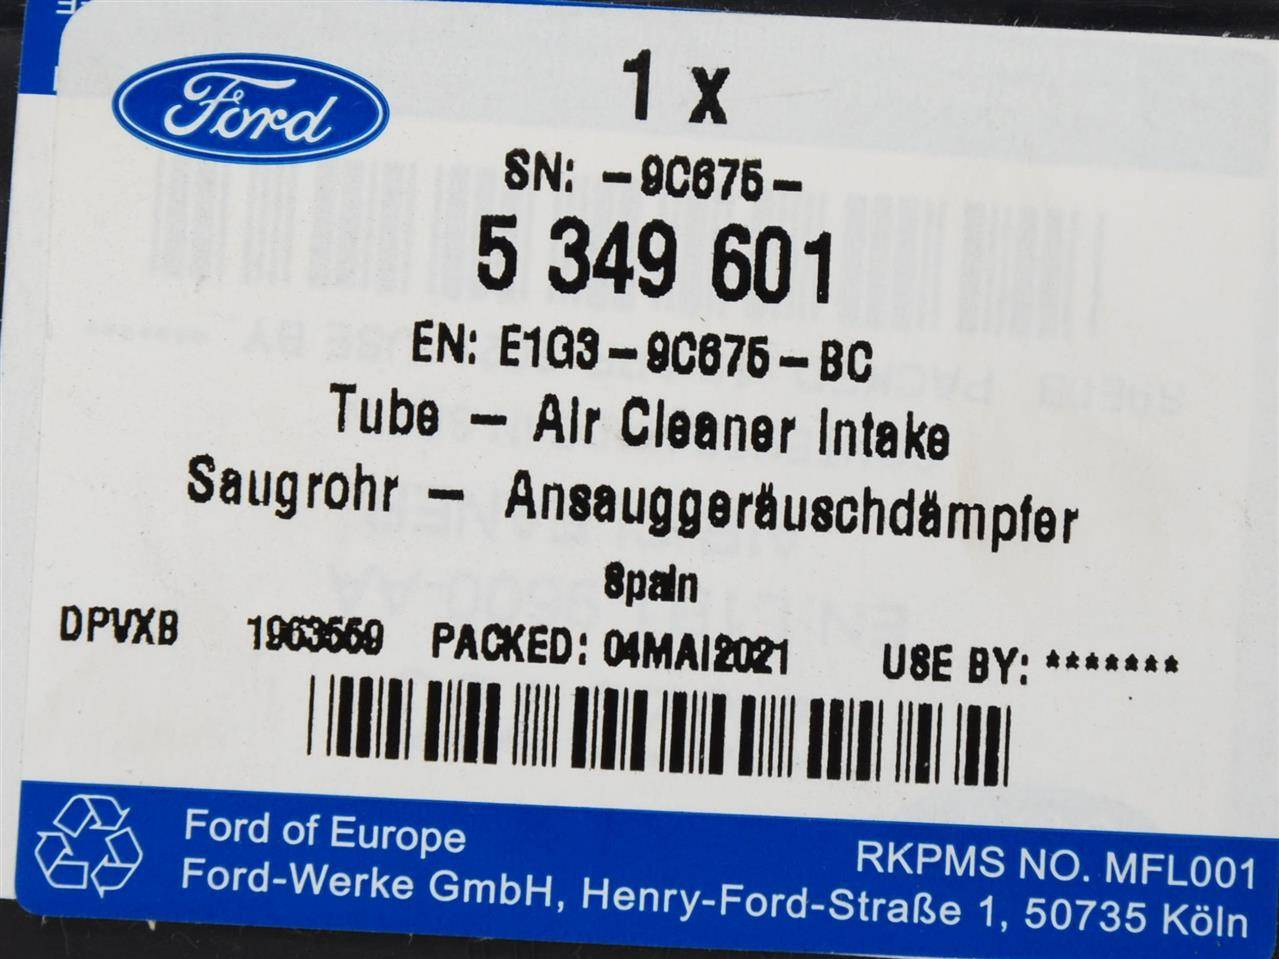 Ford
1 x
SN: -9C675-
5 349 601
EN: E1G3-9C675-BC
Tube - Air Cleaner Intake
Saugrohr - Ansauggeräuschdämpfer
Spain
DPVXB 1963559 PACKED: 04MAI2021 USE BY: *******
Ford of Europe
Ford-Werke GmbH, Henry-Ford-Straße 1, 50735 Köln
RKPMS NO. MFL001